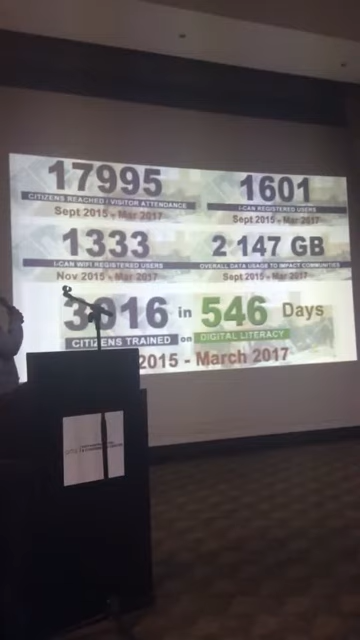 17995
CITIZENS REACHED / VISITOR ATTENDANCE
Sept 2015 - Mar 2017
1601
I-CAN REGISTERED USERS
Sept 2015 - Mar 2017
1333
I-CAN WIFI REGISTERED USERS
Nov 2015 - Mar 2017
2 147 GB
OVERALL DATA USAGE TO IMPACT COMMUNITIES
Sept 2015 - Mar 2017
3916 in 546 Days
CITIZENS TRAINED on DIGITAL LITERACY
2015 - March 2017